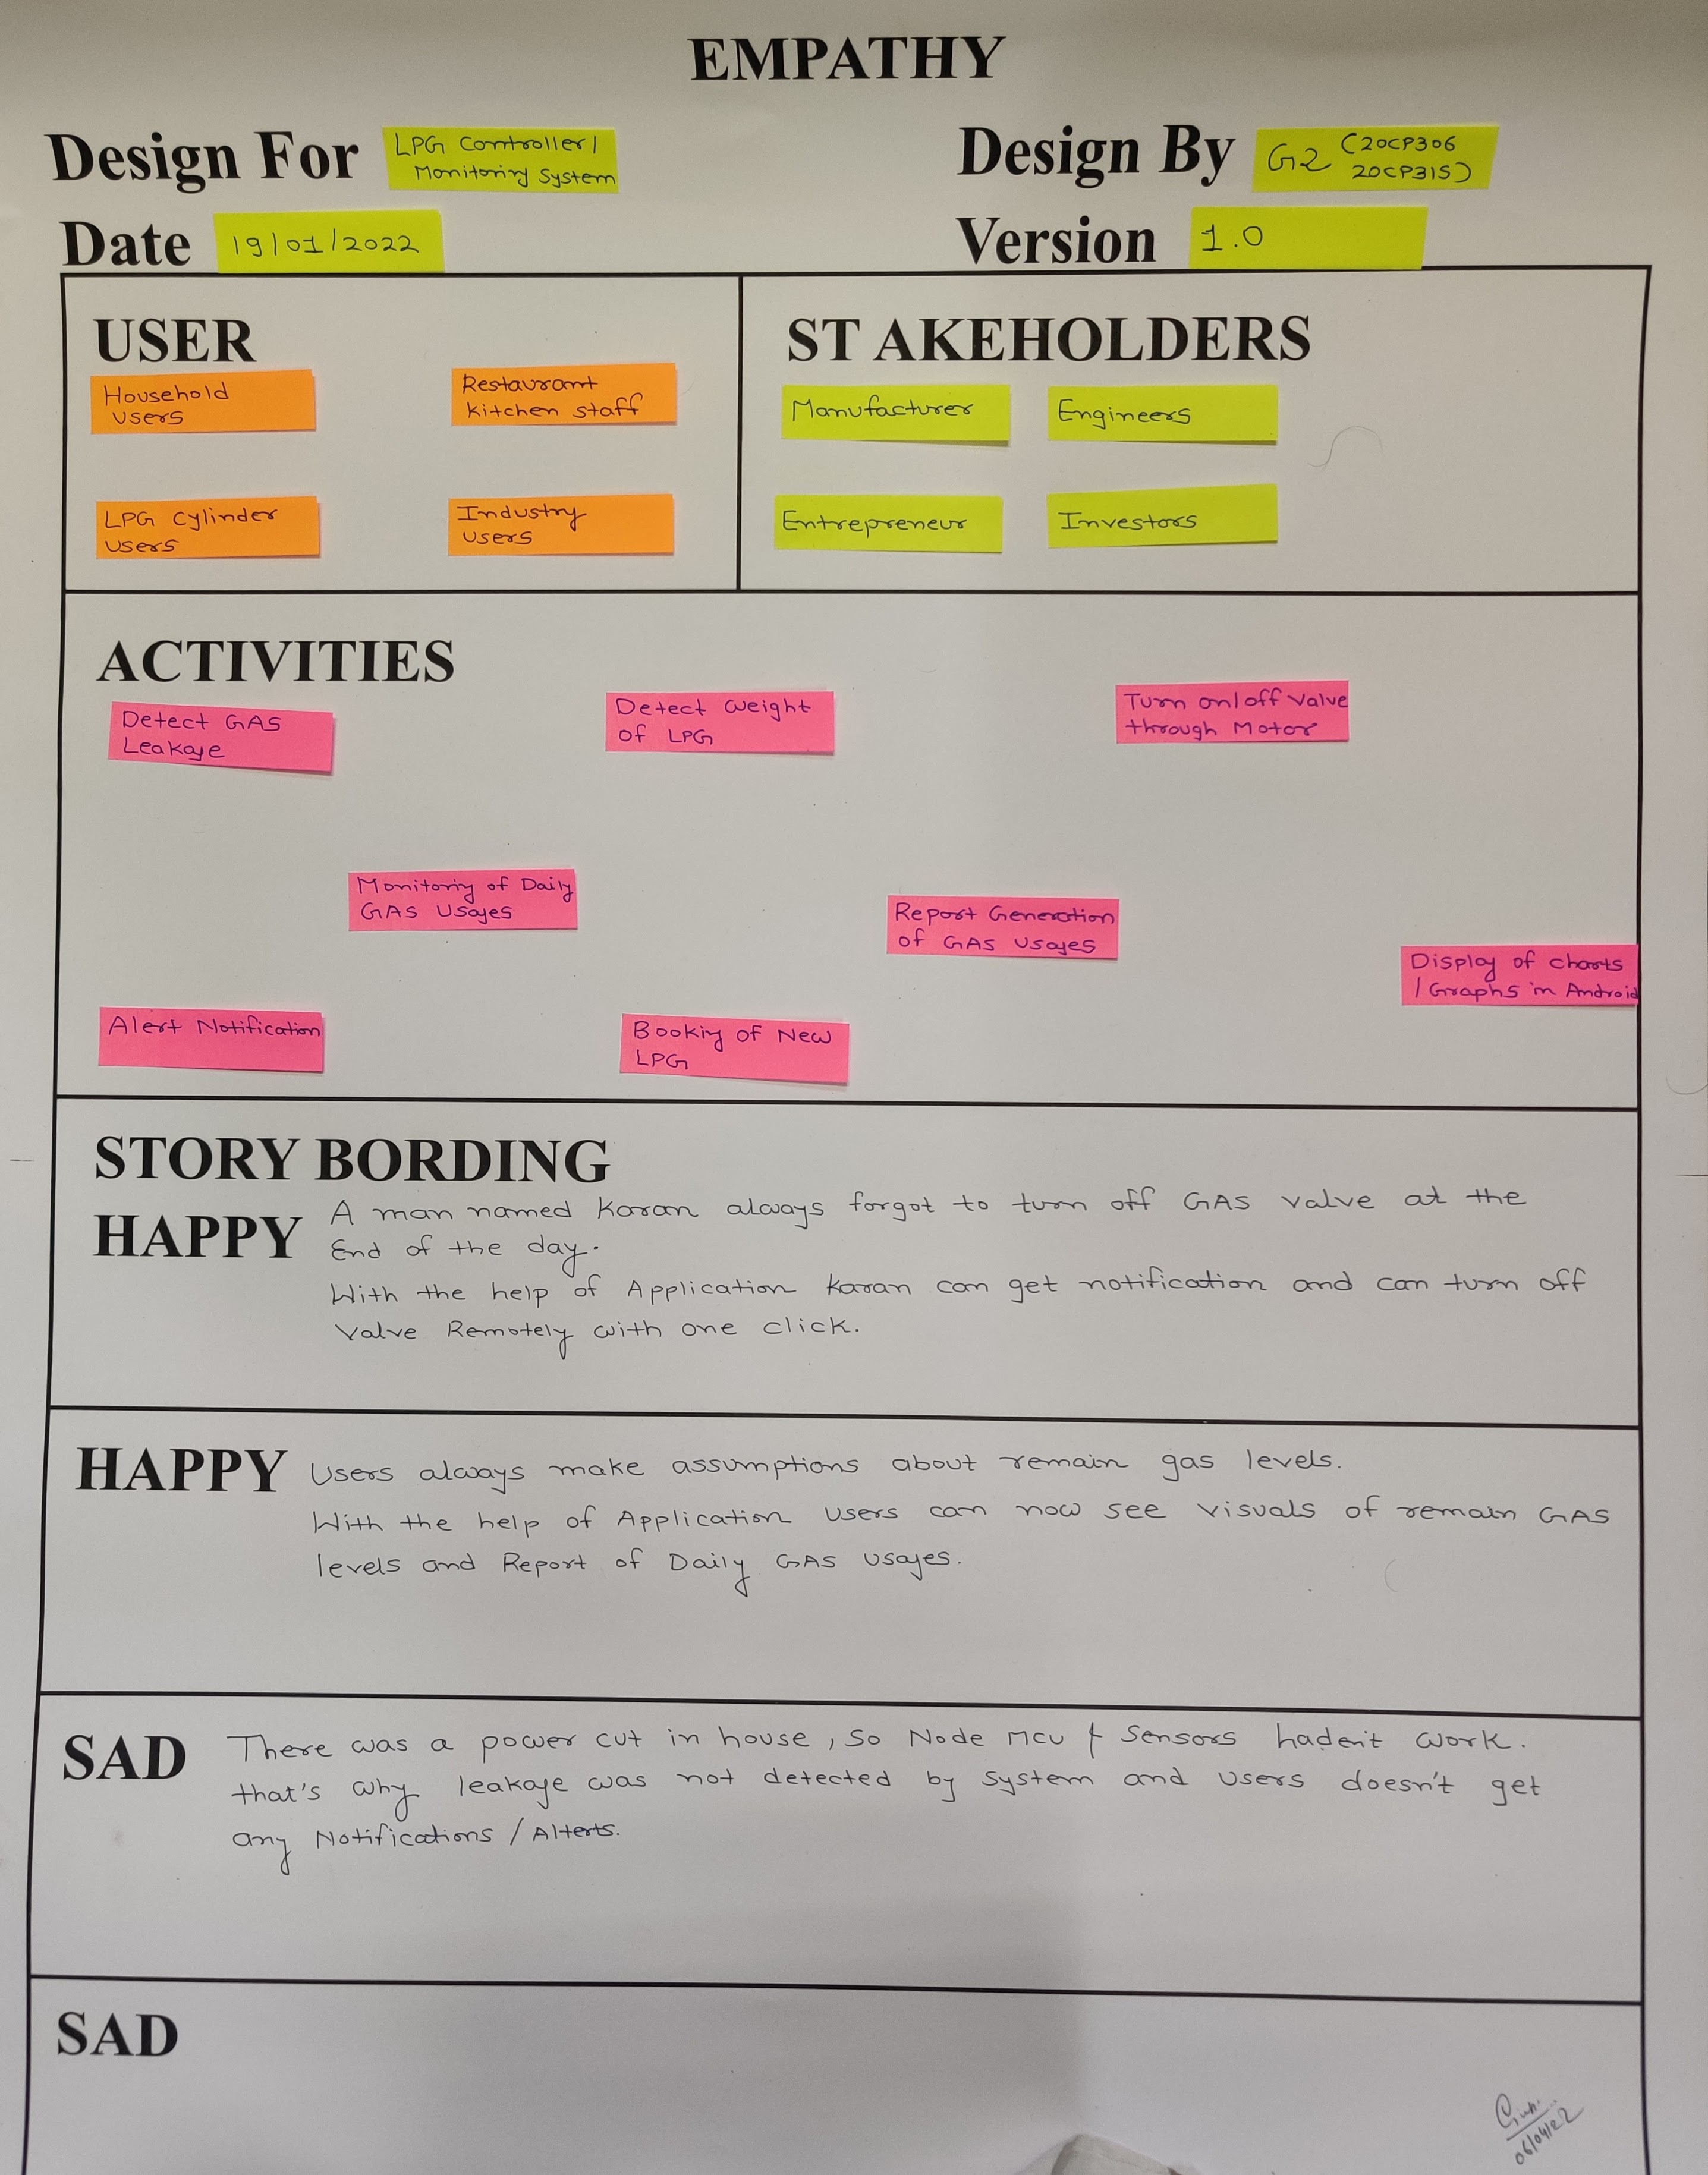 EMPATHY
Design For LPG Controller/
Monitoring System
Design By G2 (20CP306
20CP315)
Date 19/01/2022
Version 1.0
USER
Household
users
Restaurant
kitchen staff
LPG Cylinder
users
Industry
users
ST AKEHOLDERS
Manufacturer
Engineers
Entrepreneur
Investors
ACTIVITIES
Detect GAS
Leakage
Detect weight
of LPG
Turn on/off valve
through Motor
Monitoring of Daily
GAS Usages
Report Generation
of GAS usages
Display of charts
/Graphs in Android
Alert Notification
Booking of New
LPG
STORY BORDING
HAPPY A man named Karan always forgot to turn off GAS valve at the
End of the day.
With the help of Application Karan can get notification and can turn off
valve Remotely with one click.
HAPPY Users always make assumptions about remain gas levels.
With the help of Application users can now see visuals of remain GAS
levels and Report of Daily GAS usages.
SAD There was a power cut in house, so Node MCU & sensors haden't work.
that's why leakage was not detected by system and users doesn't get
any Notifications / Alterts.
SAD
06/04/22